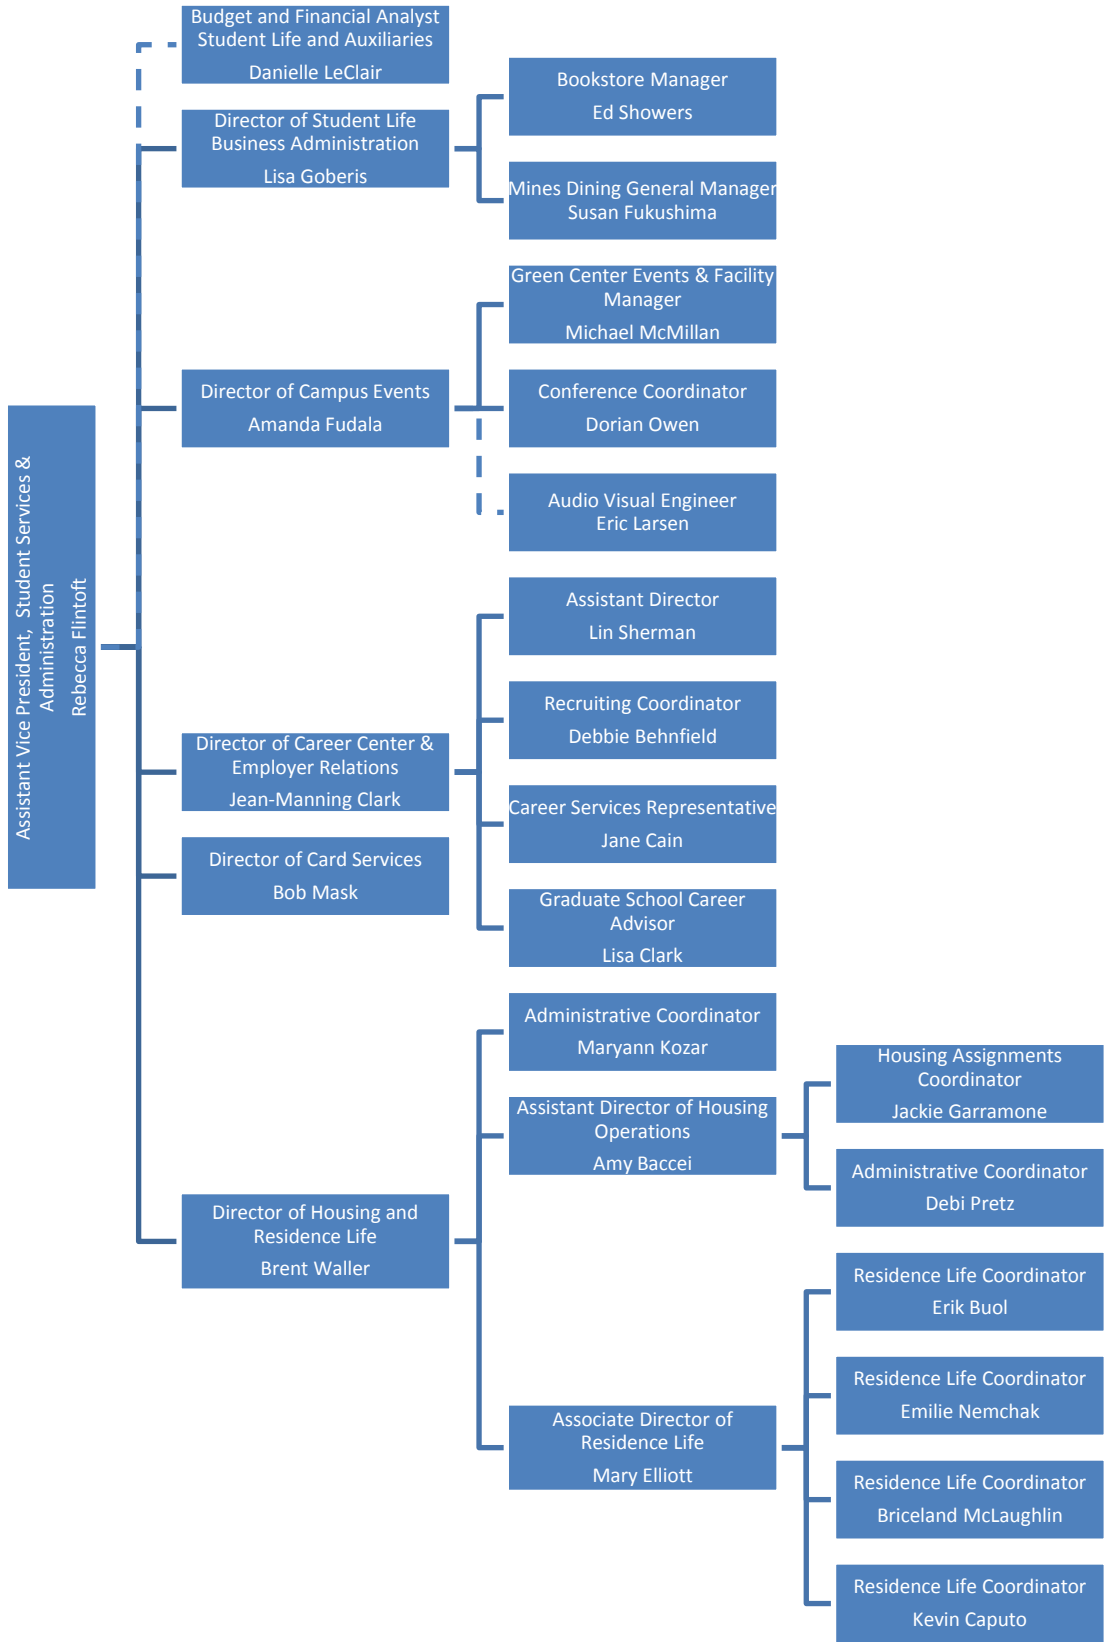 Assistant Vice President, Student Services &
Administration
Rebecca Flintoft
Budget and Financial Analyst
Student Life and Auxiliaries
Danielle LeClair
Director of Student Life
Business Administration
Lisa Goberis
Bookstore Manager
Ed Showers
Mines Dining General Manager
Susan Fukushima
Director of Campus Events
Amanda Fudala
Green Center Events & Facility
Manager
Michael McMillan
Conference Coordinator
Dorian Owen
Audio Visual Engineer
Eric Larsen
Director of Career Center &
Employer Relations
Jean-Manning Clark
Assistant Director
Lin Sherman
Recruiting Coordinator
Debbie Behnfield
Career Services Representative
Jane Cain
Graduate School Career
Advisor
Lisa Clark
Director of Card Services
Bob Mask
Director of Housing and
Residence Life
Brent Waller
Administrative Coordinator
Maryann Kozar
Assistant Director of Housing
Operations
Amy Baccei
Housing Assignments
Coordinator
Jackie Garramone
Administrative Coordinator
Debi Pretz
Associate Director of
Residence Life
Mary Elliott
Residence Life Coordinator
Erik Buol
Residence Life Coordinator
Emilie Nemchak
Residence Life Coordinator
Briceland McLaughlin
Residence Life Coordinator
Kevin Caputo